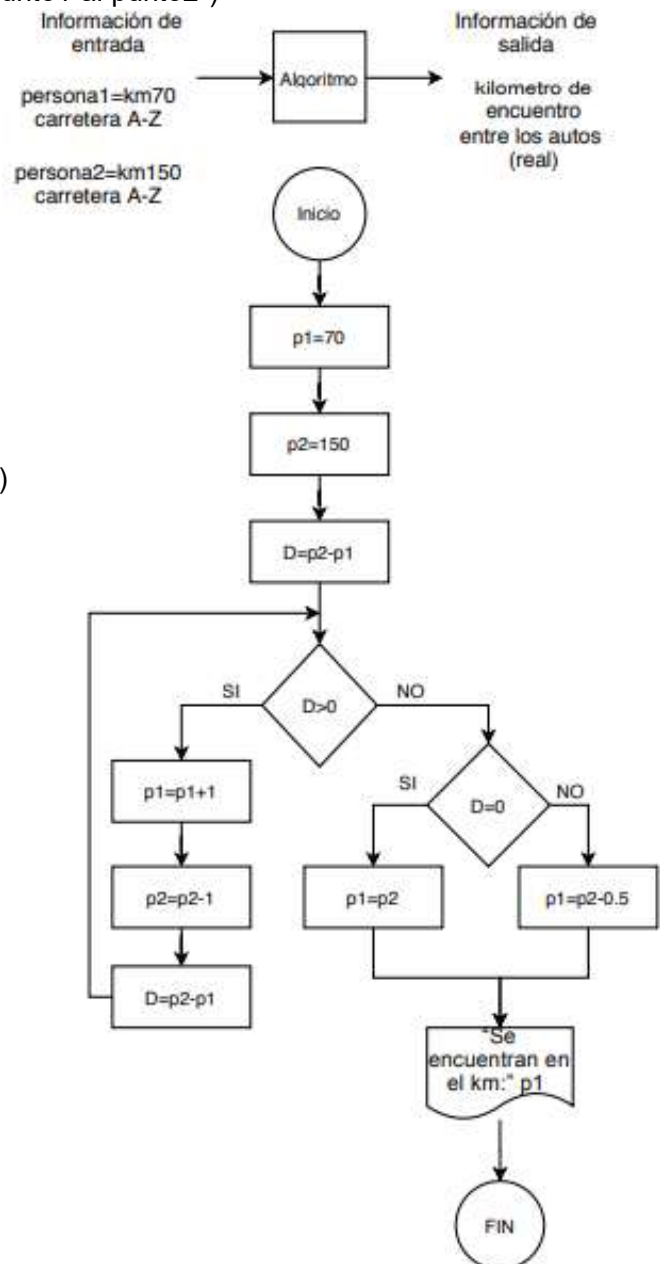 al punto2")
Información de
entrada
persona1=km70
carretera A-Z
persona2=km150
carretera A-Z
Algoritmo
Información de
salida
kilometro de
encuentro
entre los autos
(real)
Inicio
p1=70
p2=150
)
D=p2-p1
D>0
SI
NO
p1=p1+1
p2=p2-1
D=p2-p1
D=0
SI
NO
p1=p2
p1=p2-0.5
"Se
encuentran en
el km:" p1
FIN